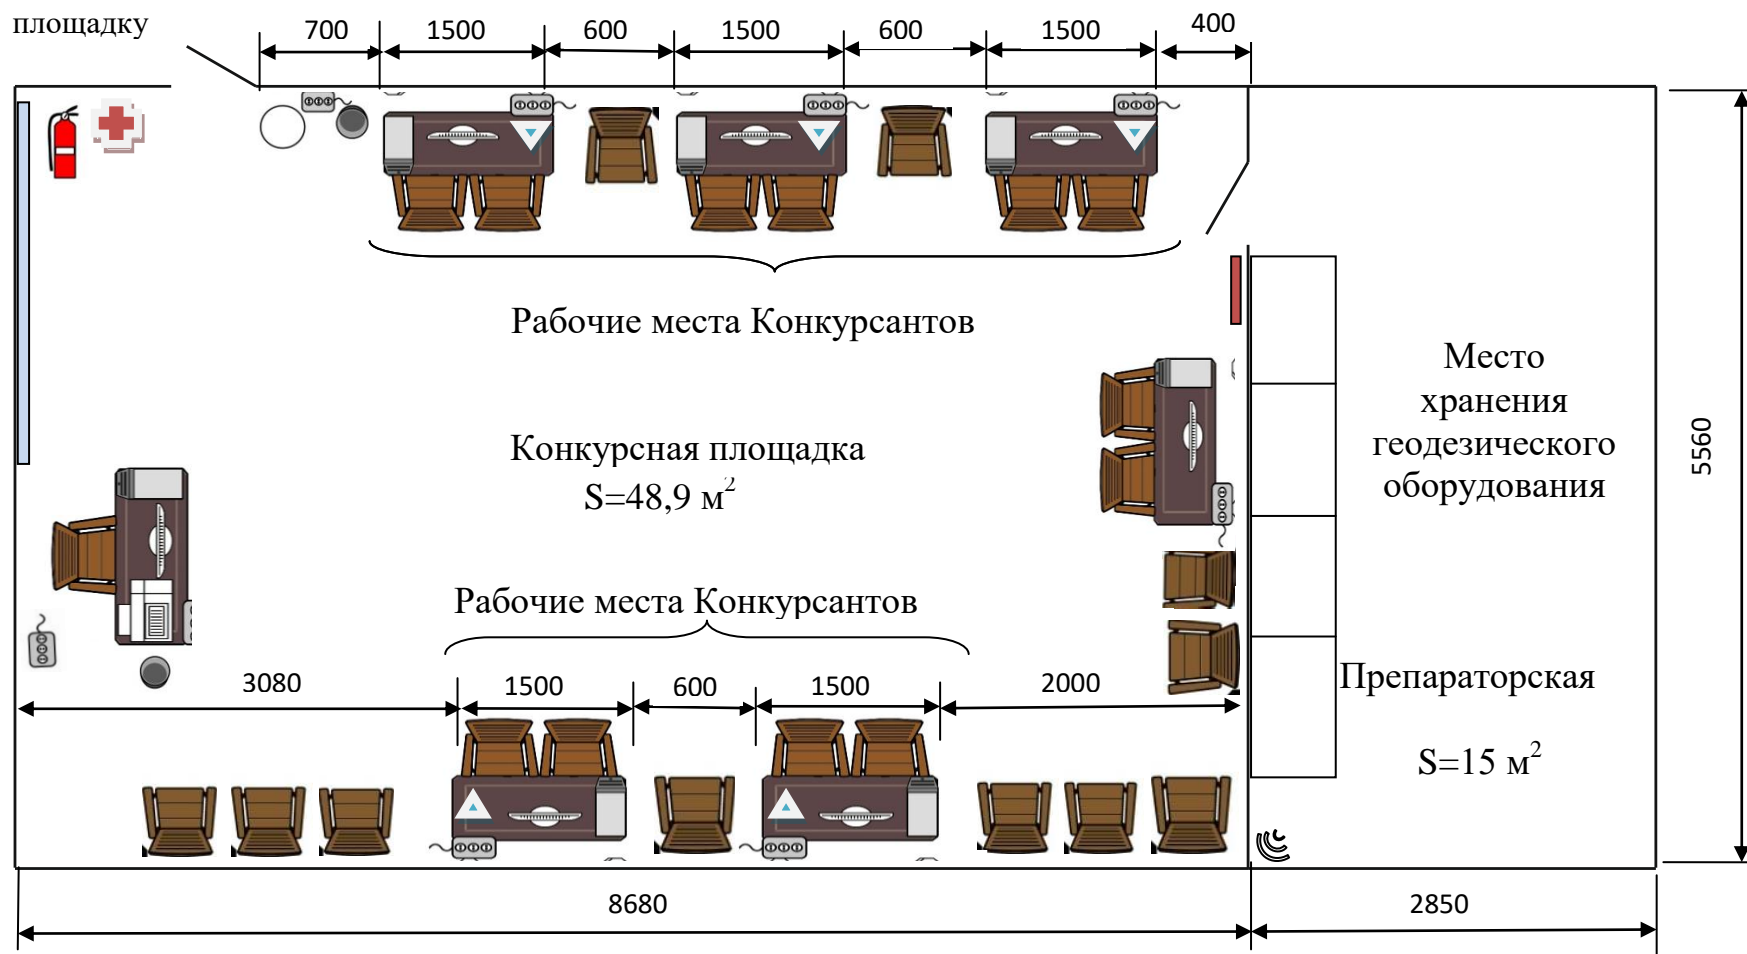 площадку
700 1500 600 1500 600 1500 400
Рабочие места Конкурсантов
Место
хранения
геодезического
оборудования
5560
Конкурсная площадка
S=48,9 м²
Рабочие места Конкурсантов
3080 1500 600 1500 2000
Препараторская
S=15 м²
8680 2850